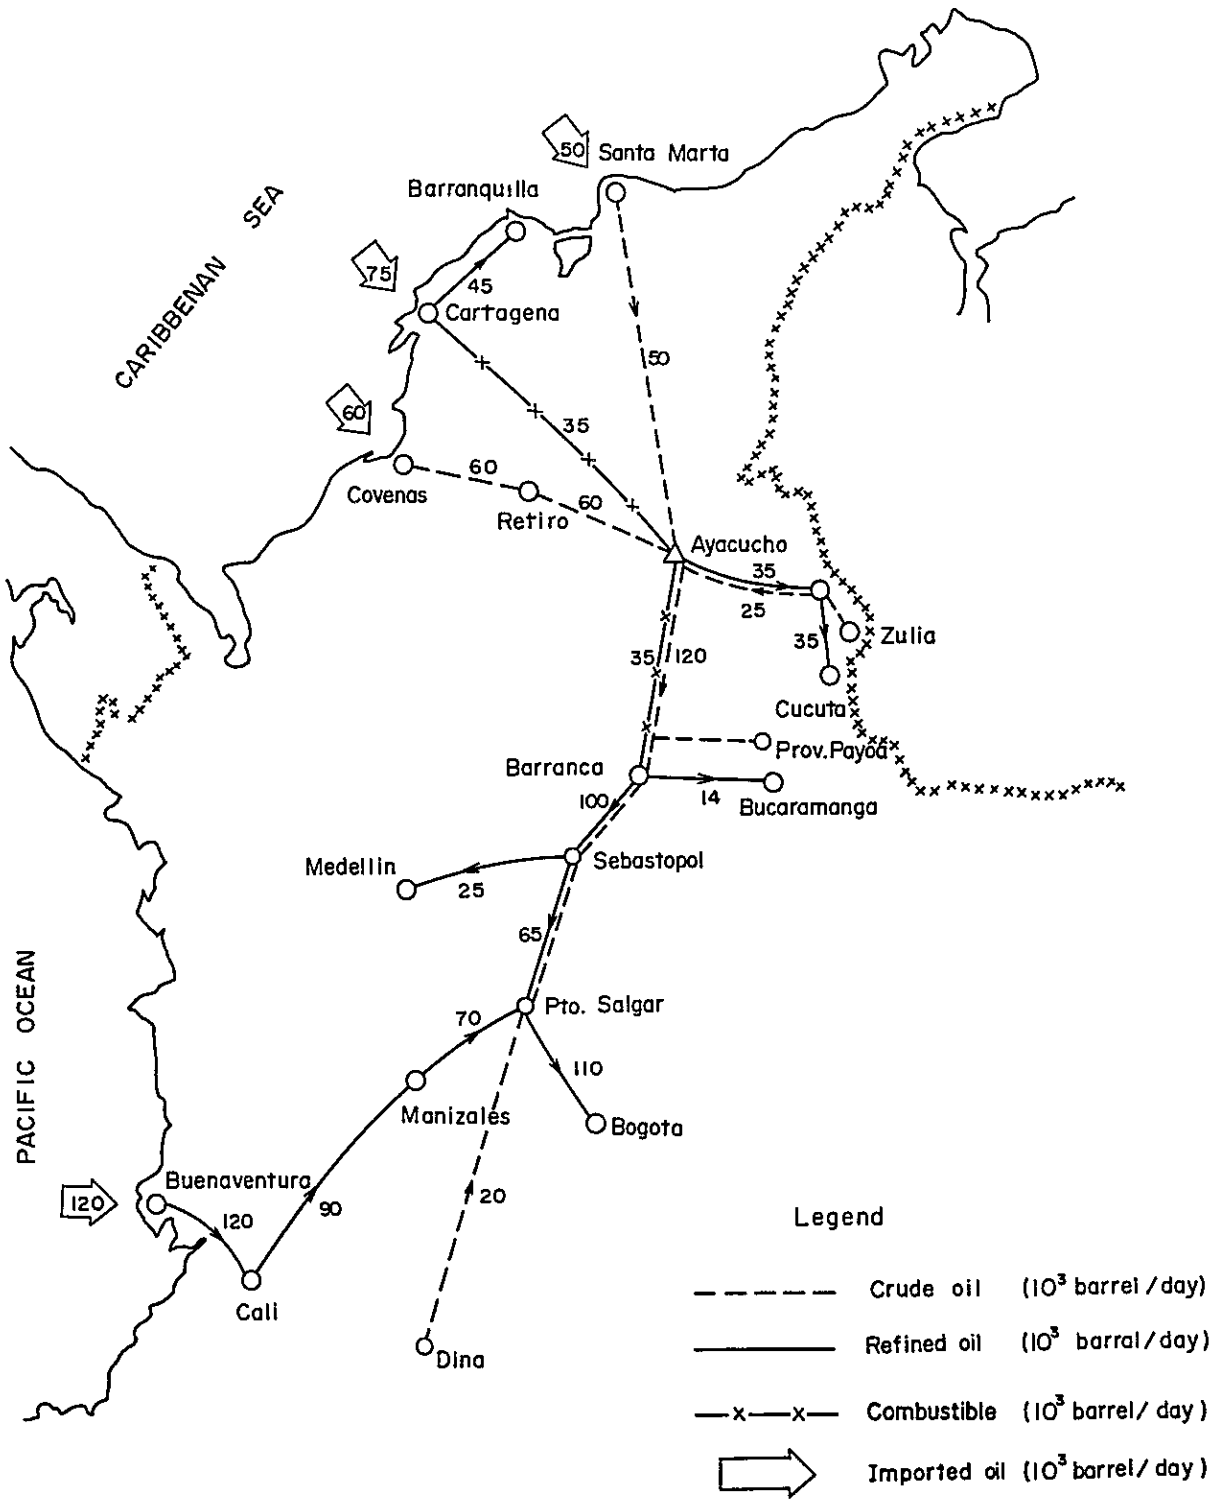 50
Santa Marta
Barranquilla
CARIBBENAN SEA
75
45
Cartagena
50
60
35
60
Covenas
60
Retiro
Ayacucho
35
25
35
Zulia
35
120
Cucuta
Prov. Payoa
Barranca
100
14
Bucaramanga
Medellin
Sebastopol
25
65
PACIFIC OCEAN
Pto. Salgar
70
110
Manizales
Bogota
Buenaventura
120
120
90
20
Cali
Dina
Legend
Crude oil (10³ barrel/day)
Refined oil (10³ barral/day)
x x Combustible (10³ barrel/day)
Imported oil (10³ barrel/day)